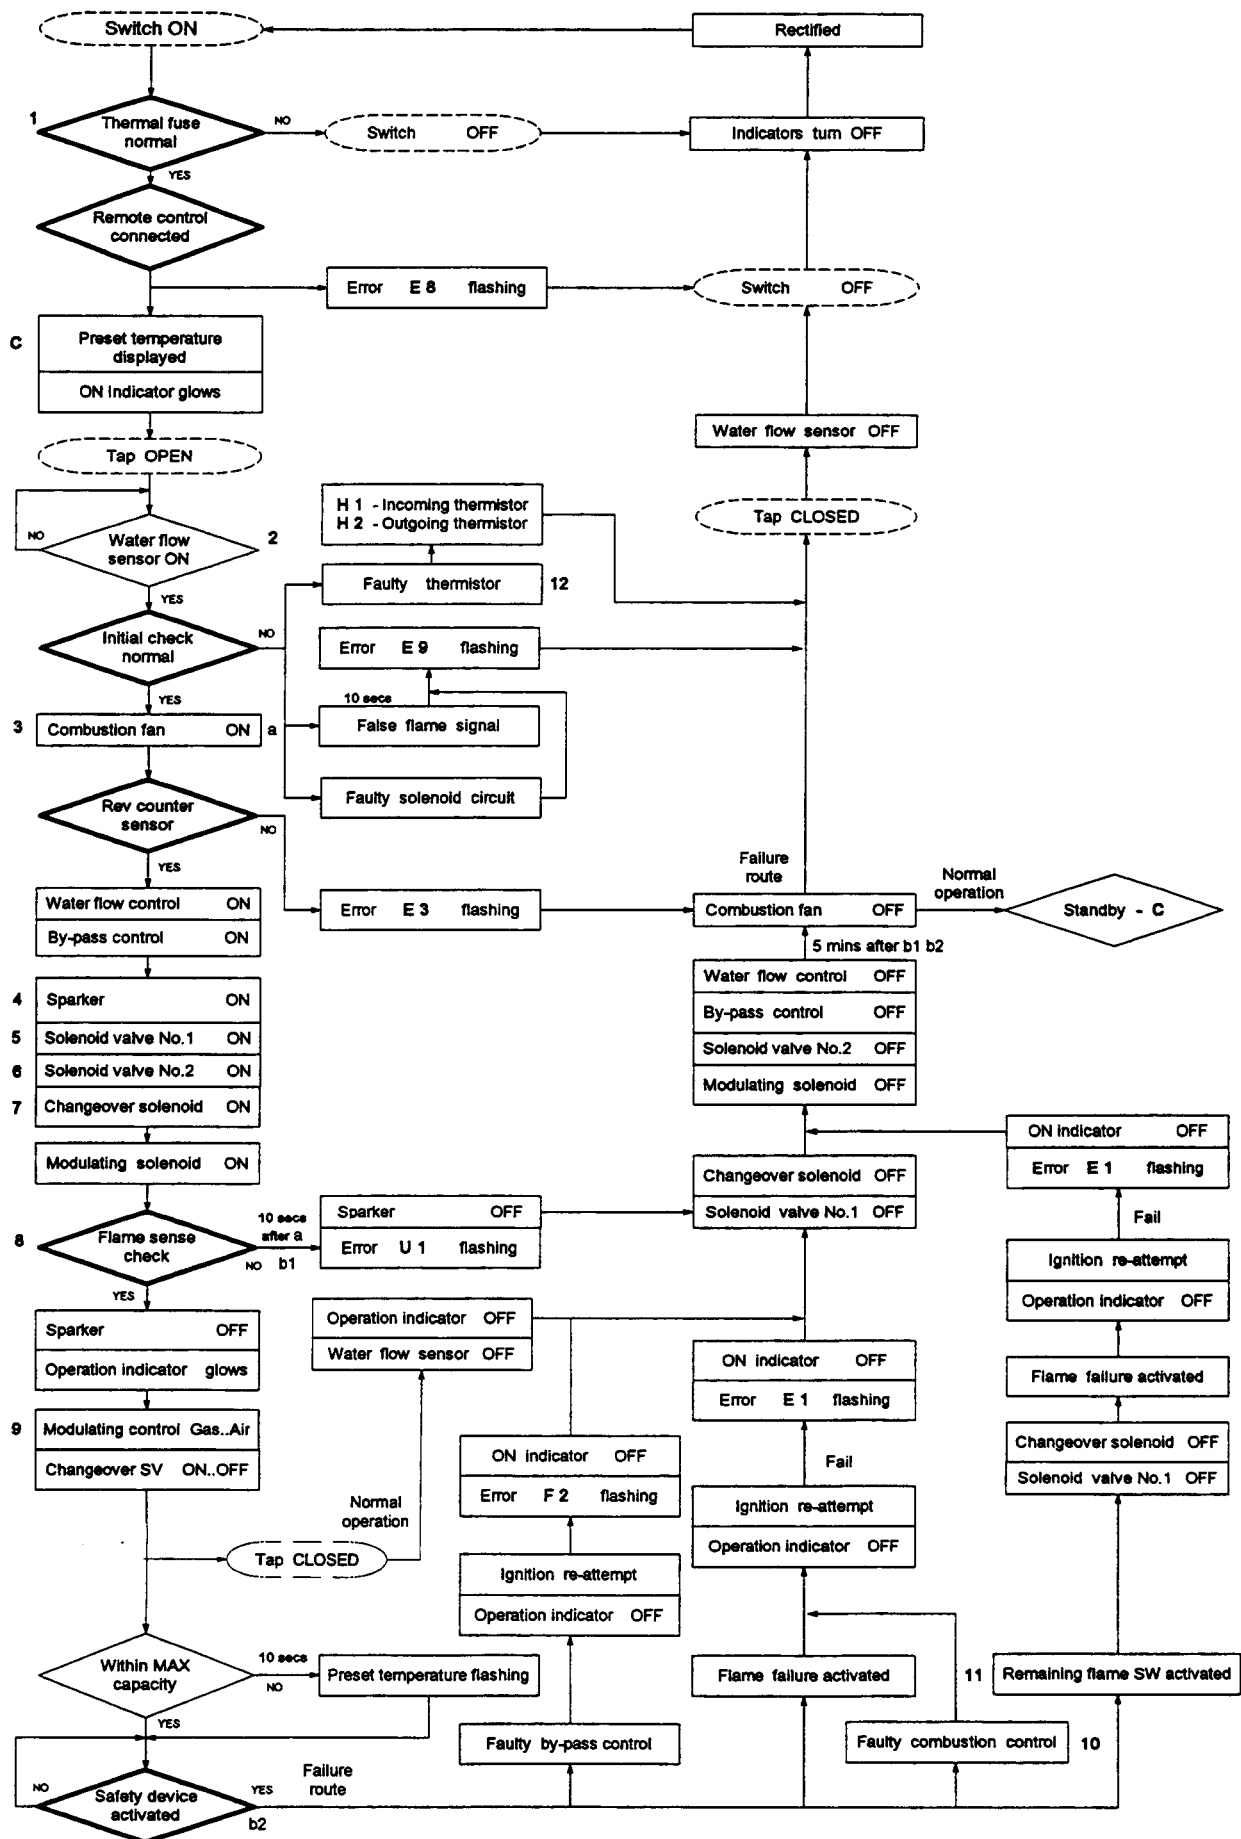 Switch ON
Rectified
1
Thermal fuse
normal
NO
Switch OFF
Indicators turn OFF
YES
Remote control
connected
Error E 8 flashing
Switch OFF
C
Preset temperature
displayed
ON Indicator glows
Water flow sensor OFF
Tap OPEN
H 1 - Incoming thermistor
H 2 - Outgoing thermistor
Tap CLOSED
NO
Water flow
sensor ON
2
Faulty thermistor
12
YES
Initial check
normal
NO
Error E 9 flashing
YES
10 secs
3
Combustion fan ON
a
False flame signal
Rev counter
sensor
Faulty solenoid circuit
NO
YES
Failure
route
Normal
operation
Water flow control ON
By-pass control ON
Error E 3 flashing
Combustion fan OFF
Standby - C
5 mins after b1 b2
4
Sparker ON
5
Solenoid valve No.1 ON
6
Solenoid valve No.2 ON
7
Changeover solenoid ON
Water flow control OFF
By-pass control OFF
Solenoid valve No.2 OFF
Modulating solenoid OFF
Modulating solenoid ON
ON indicator OFF
Error E 1 flashing
Changeover solenoid OFF
Solenoid valve No.1 OFF
8
Flame sense
check
10 secs
after a
NO b1
Sparker OFF
Error U 1 flashing
Fail
YES
Ignition re-attempt
Operation indicator OFF
Sparker OFF
Operation indicator glows
Operation indicator OFF
Water flow sensor OFF
ON indicator OFF
Error E 1 flashing
Flame failure activated
9
Modulating control Gas..Air
Changeover SV ON..OFF
Changeover solenoid OFF
Solenoid valve No.1 OFF
ON indicator OFF
Error F 2 flashing
Fail
Normal
operation
Ignition re-attempt
Operation indicator OFF
Tap CLOSED
Ignition re-attempt
Operation indicator OFF
Within MAX
capacity
10 secs
NO
Preset temperature flashing
Flame failure activated
11
Remaining flame SW activated
YES
Faulty by-pass control
Faulty combustion control
10
NO
Safety device
activated
YES
b2
Failure
route